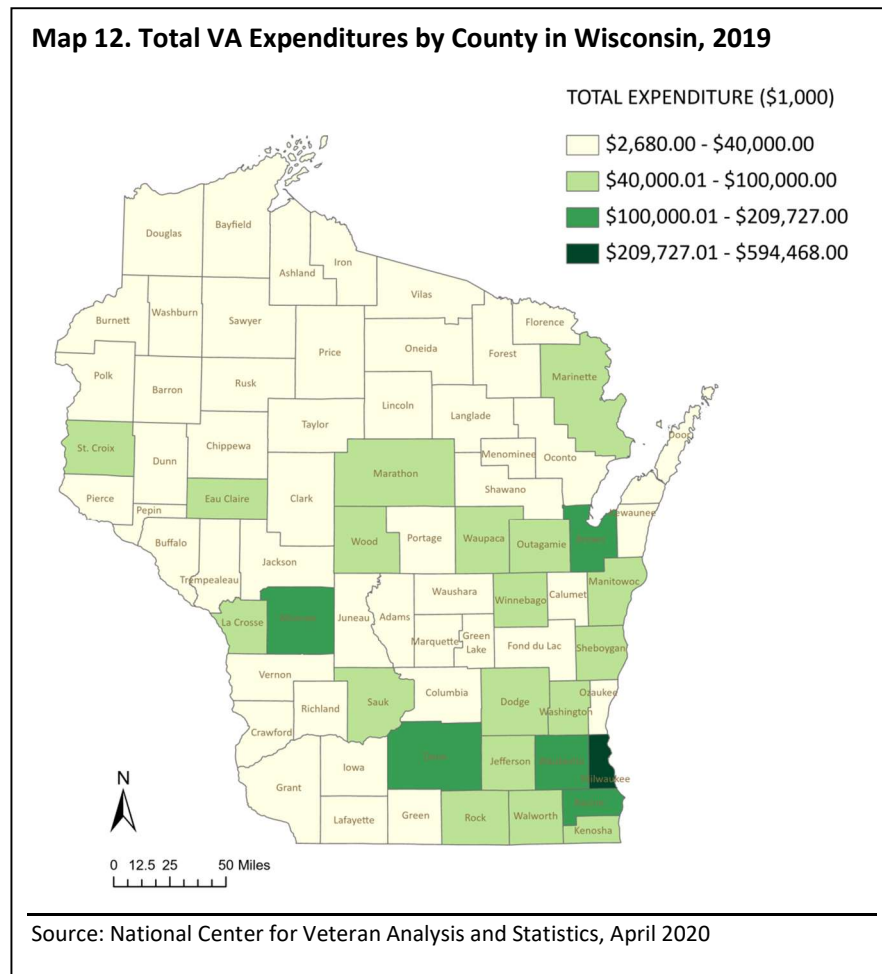 Map 12. Total VA Expenditures by County in Wisconsin, 2019
TOTAL EXPENDITURE ($1,000)
$2,680.00 - $40,000.00
$40,000.01 - $100,000.00
$100,000.01 - $209,727.00
$209,727.01 - $594,468.00
Douglas
Bayfield
Ashland
Iron
Vilas
Florence
Burnett
Washburn
Sawyer
Price
Oneida
Forest
Marinette
Polk
Barron
Rusk
Lincoln
Langlade
Taylor
Door
St. Croix
Dunn
Chippewa
Menominee
Oconto
Marathon
Shawano
Pierce
Eau Claire
Clark
Pepin
Kewaunee
Buffalo
Wood
Portage
Waupaca
Outagamie
Brown
Trempealeau
Jackson
Manitowoc
Waushara
Calumet
Winnebago
La Crosse
Monroe
Juneau
Adams
Marquette
Green
Lake
Fond du Lac
Sheboygan
Vernon
Columbia
Ozaukee
Richland
Sauk
Dodge
Washington
Crawford
Iowa
Dane
Jefferson
Waukesha
Milwaukee
Grant
Lafayette
Green
Rock
Walworth
Racine
Kenosha
N
0 12.5 25 50 Miles
Source: National Center for Veteran Analysis and Statistics, April 2020